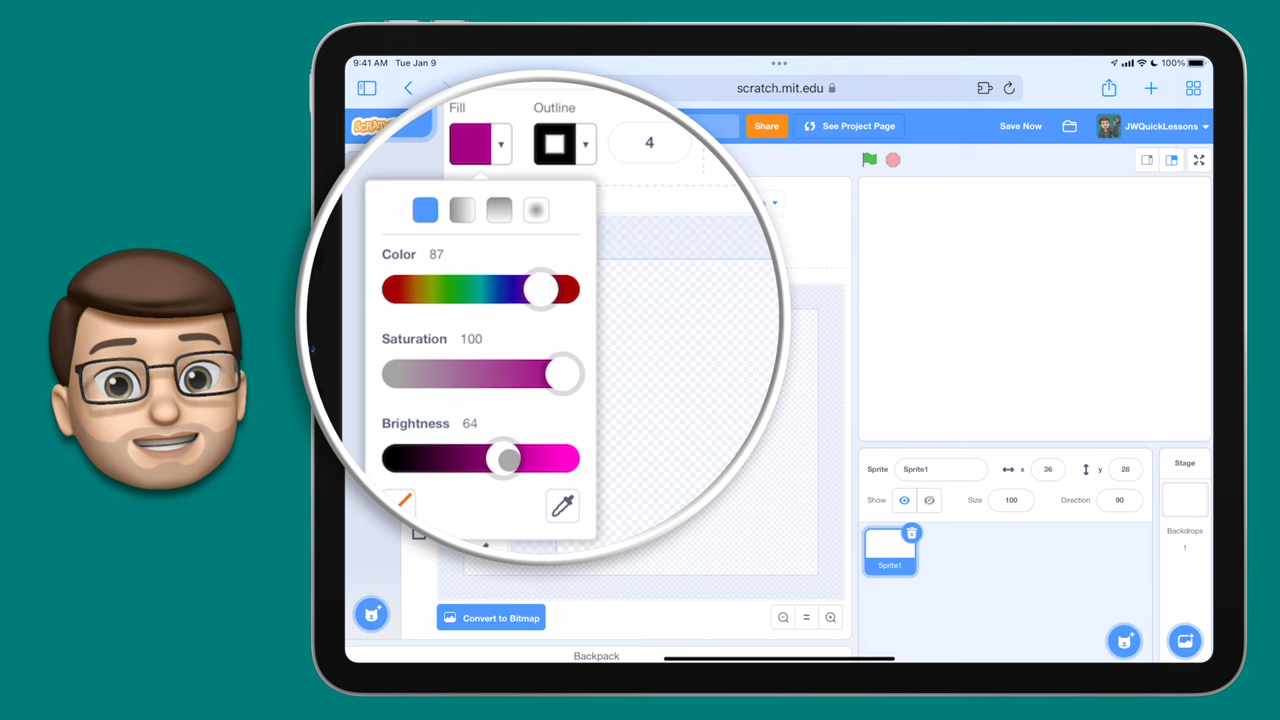 9:41 AM Tue Jan 9
100%
scratch.mit.edu
Share
See Project Page
Save Now
JWQuickLessons
Fill
Outline
4
Color 87
Saturation 100
Brightness 64
Sprite
Sprite1
x
36
y
28
Show
Size
100
Direction
90
Sprite1
Stage
Backdrops
1
Convert to Bitmap
Backpack